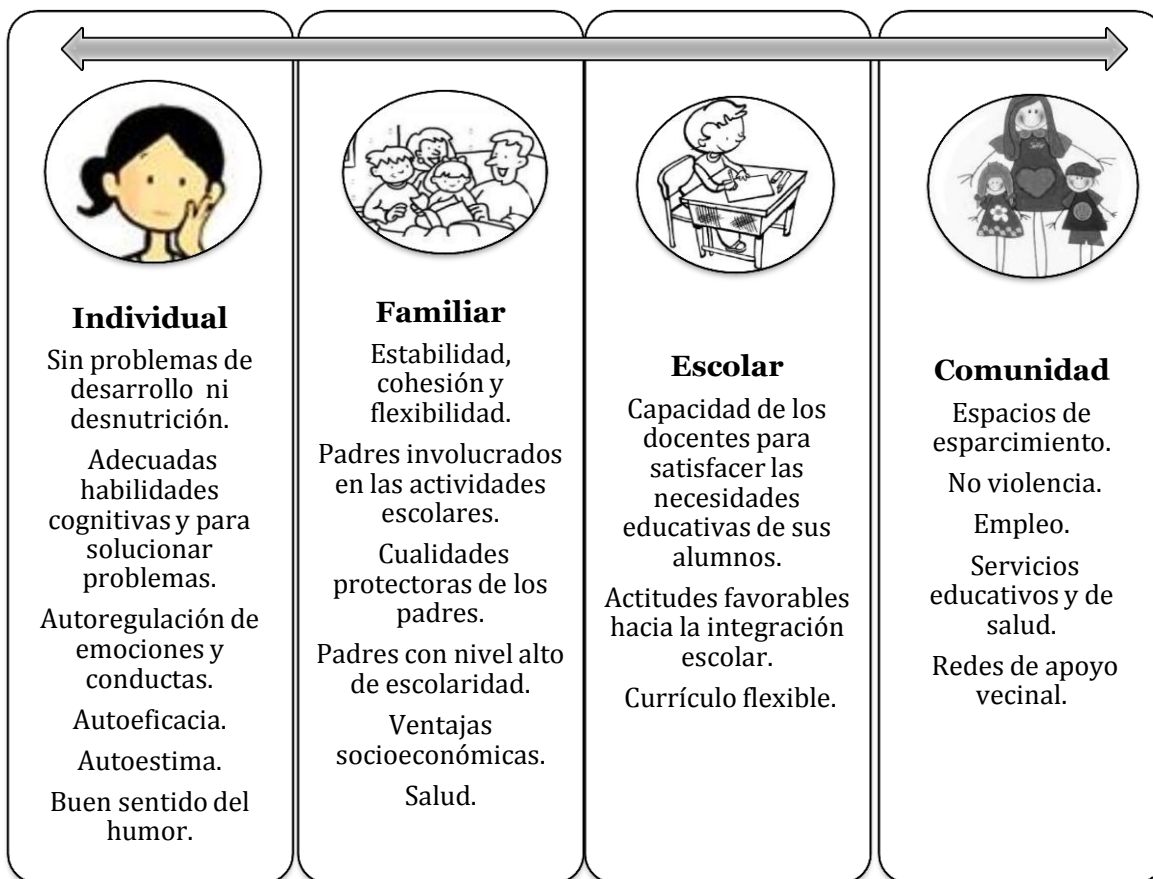 Individual
Sin problemas de
desarrollo ni
desnutrición.
Adecuadas
habilidades
cognitivas y para
solucionar
problemas.
Autoregulación de
emociones y
conductas.
Autoeficacia.
Autoestima.
Buen sentido del
humor.
Familiar
Estabilidad,
cohesión y
flexibilidad.
Padres involucrados
en las actividades
escolares.
Cualidades
protectoras de los
padres.
Padres con nivel alto
de escolaridad.
Ventajas
socioeconómicas.
Salud.
Escolar
Capacidad de los
docentes para
satisfacer las
necesidades
educativas de sus
alumnos.
Actitudes favorables
hacia la integración
escolar.
Currículo flexible.
Comunidad
Espacios de
esparcimiento.
No violencia.
Empleo.
Servicios
educativos y de
salud.
Redes de apoyo
vecinal.